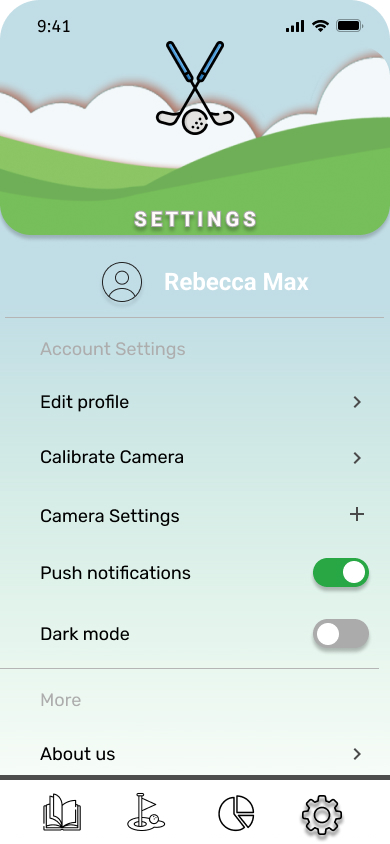 9:41
SETTINGS
Rebecca Max
Account Settings
Edit profile
Calibrate Camera
Camera Settings
Push notifications
Dark mode
More
About us